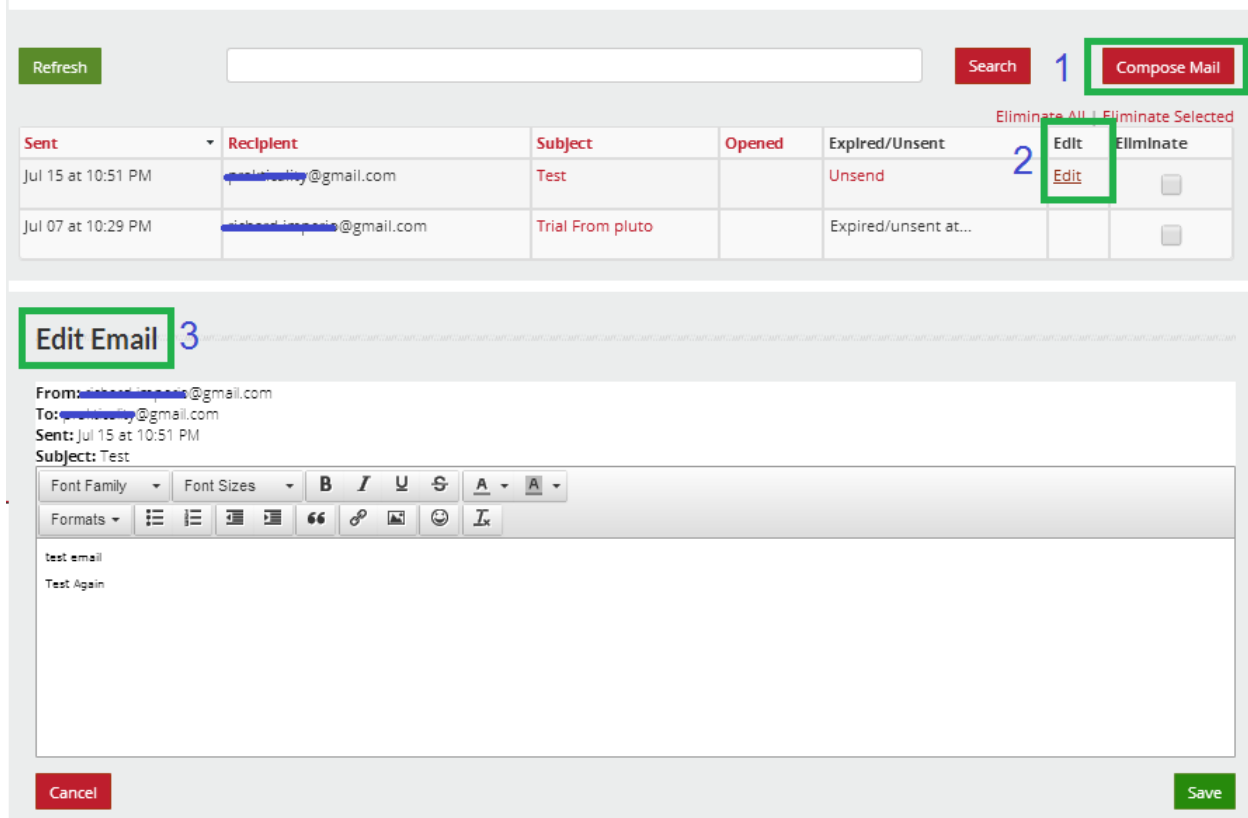 Refresh Search 1 Compose Mail
Eliminate All | Eliminate Selected
Sent Recipient Subject Opened Expired/Unsent Edit Eliminate
Jul 15 at 10:51 PM @gmail.com Test Unsend 2 Edit
Jul 07 at 10:29 PM @gmail.com Trial From pluto Expired/unsent at...
Edit Email 3
From: @gmail.com
To: @gmail.com
Sent: Jul 15 at 10:51 PM
Subject: Test
Font Family Font Sizes B I U S A A
Formats
test email
Test Again
Cancel Save